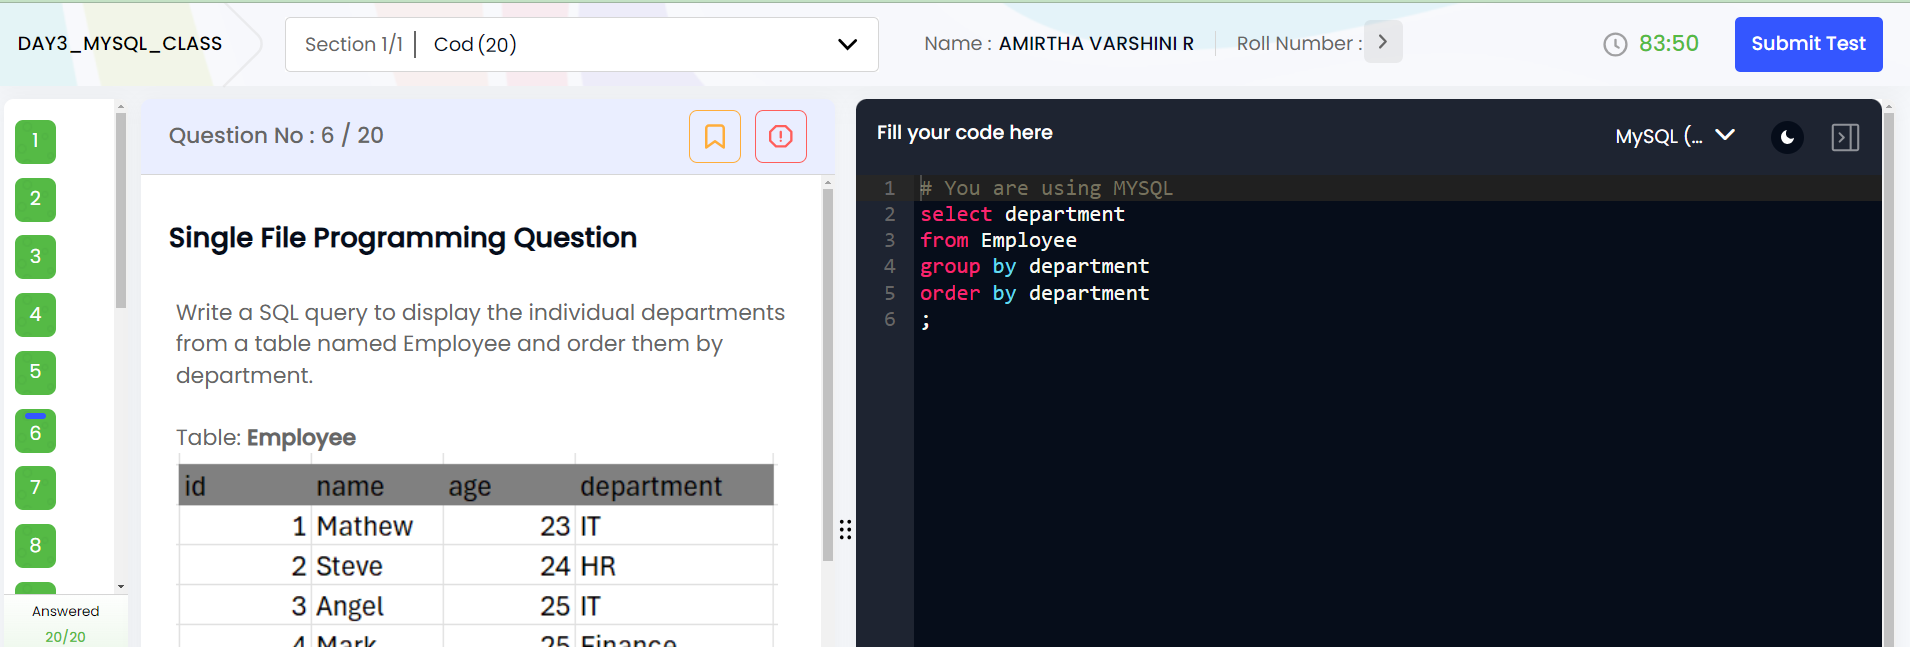 DAY3_MYSQL_CLASS
Section 1/1 | Cod (20)
Name : AMIRTHA VARSHINI R
Roll Number :
83:50
Submit Test
1
2
3
4
5
6
7
8
Answered
20/20
Question No : 6 / 20
Single File Programming Question
Write a SQL query to display the individual departments
from a table named Employee and order them by
department.
Table: Employee
id name age department
1 Mathew 23 IT
2 Steve 24 HR
3 Angel 25 IT
4 Mark 25 Finance
Fill your code here
MySQL (...
1 # You are using MYSQL
2 select department
3 from Employee
4 group by department
5 order by department
6 ;